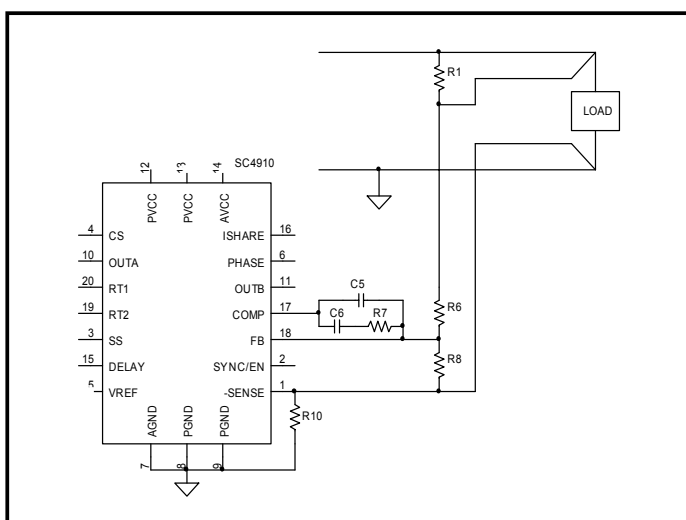 R1
LOAD
SC4910
12
13
14
PVCC
PVCC
AVCC
4
CS
ISHARE
16
10
OUTA
PHASE
6
20
RT1
OUTB
11
C5
19
RT2
COMP
17
C6
R7
R6
3
SS
FB
18
15
DELAY
SYNC/EN
2
R8
5
VREF
-SENSE
1
R10
AGND
PGND
PGND
7
8
9